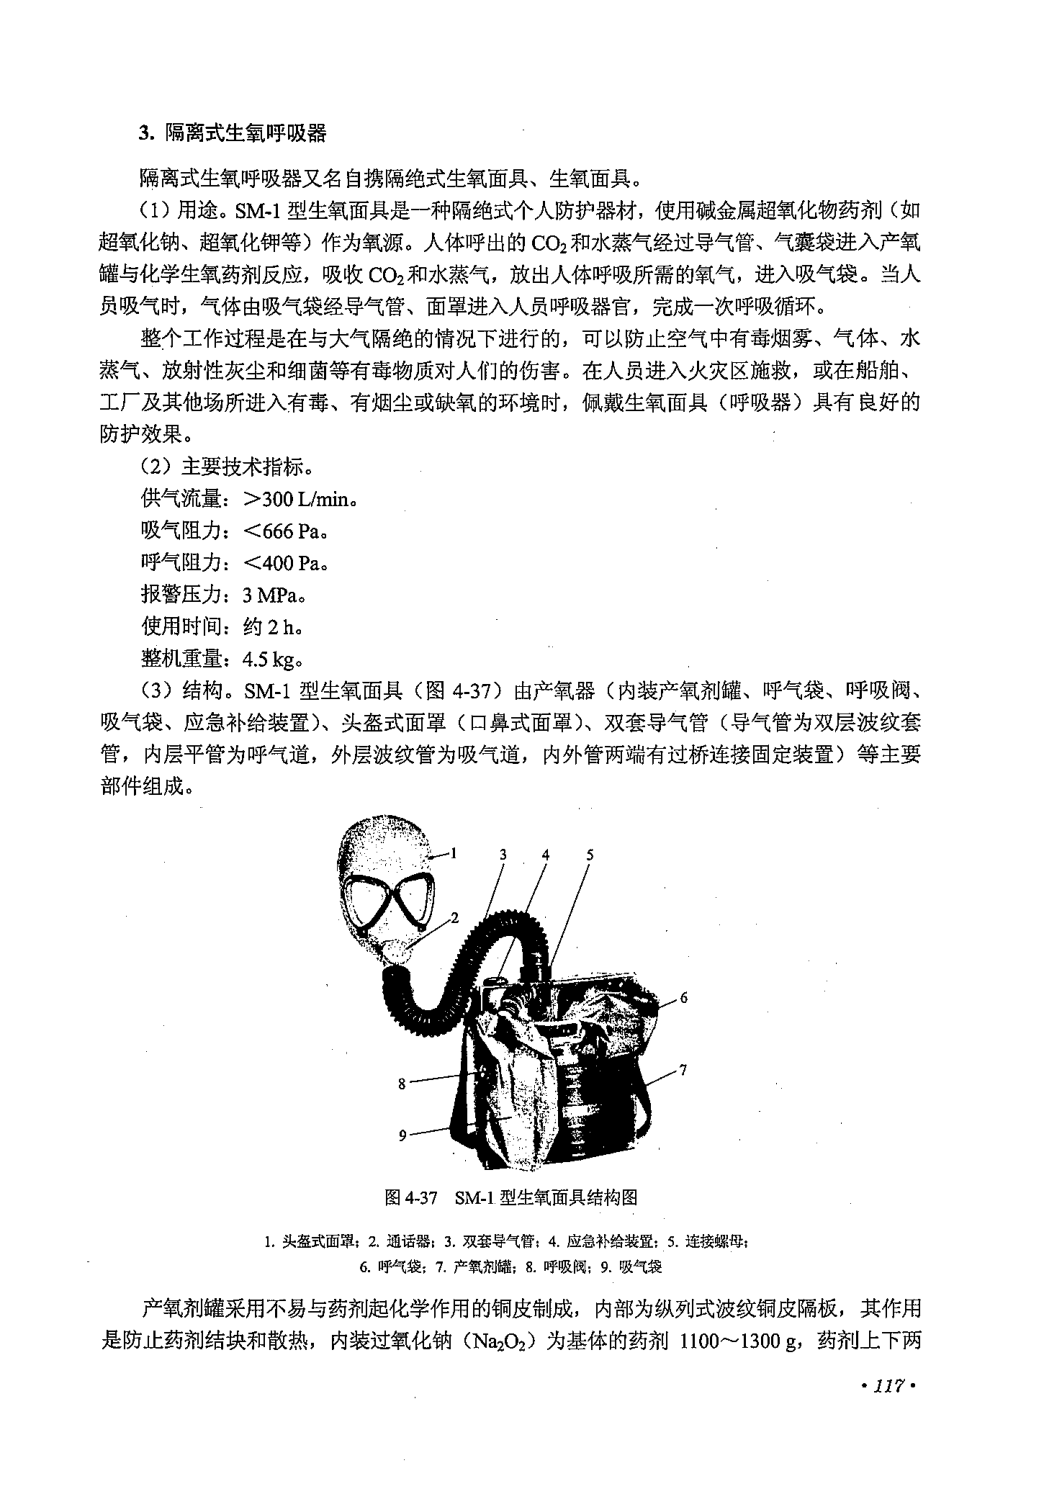 3. 隔离式生氧呼吸器
隔离式生氧呼吸器又名自携隔绝式生氧面具、生氧面具。
（1）用途。SM-1 型生氧面具是一种隔绝式个人防护器材，使用碱金属超氧化物药剂（如
超氧化钠、超氧化钾等）作为氧源。人体呼出的 CO₂和水蒸气经过导气管、气囊袋进入产氧
罐与化学生氧药剂反应，吸收 CO₂和水蒸气，放出人体呼吸所需的氧气，进入吸气袋。当人
员吸气时，气体由吸气袋经导气管、面罩进入人员呼吸器官，完成一次呼吸循环。
整个工作过程是在与大气隔绝的情况下进行的，可以防止空气中有毒烟雾、气体、水
蒸气、放射性灰尘和细菌等有毒物质对人们的伤害。在人员进入火灾区施救，或在船舶、
工厂及其他场所进入有毒、有烟尘或缺氧的环境时，佩戴生氧面具（呼吸器）具有良好的
防护效果。
（2）主要技术指标。
供气流量：＞300 L/min。
吸气阻力：＜666 Pa。
呼气阻力：＜400 Pa。
报警压力：3 MPa。
使用时间：约 2 h。
整机重量：4.5 kg。
（3）结构。SM-1 型生氧面具（图 4-37）由产氧器（内装产氧剂罐、呼气袋、呼吸阀、
吸气袋、应急补给装置）、头盔式面罩（口鼻式面罩）、双套导气管（导气管为双层波纹套
管，内层平管为呼气道，外层波纹管为吸气道，内外管两端有过桥连接固定装置）等主要
部件组成。
1
3 4 5
2
6
7
8
9
图 4-37 SM-1 型生氧面具结构图
1. 头盔式面罩；2. 通话器；3. 双套导气管；4. 应急补给装置；5. 连接螺母；
6. 呼气袋；7. 产氧剂罐；8. 呼吸阀；9. 吸气袋
产氧剂罐采用不易与药剂起化学作用的铜皮制成，内部为纵列式波纹铜皮隔板，其作用
是防止药剂结块和散热，内装过氧化钠（Na₂O₂）为基体的药剂 1100～1300 g，药剂上下两
·117·